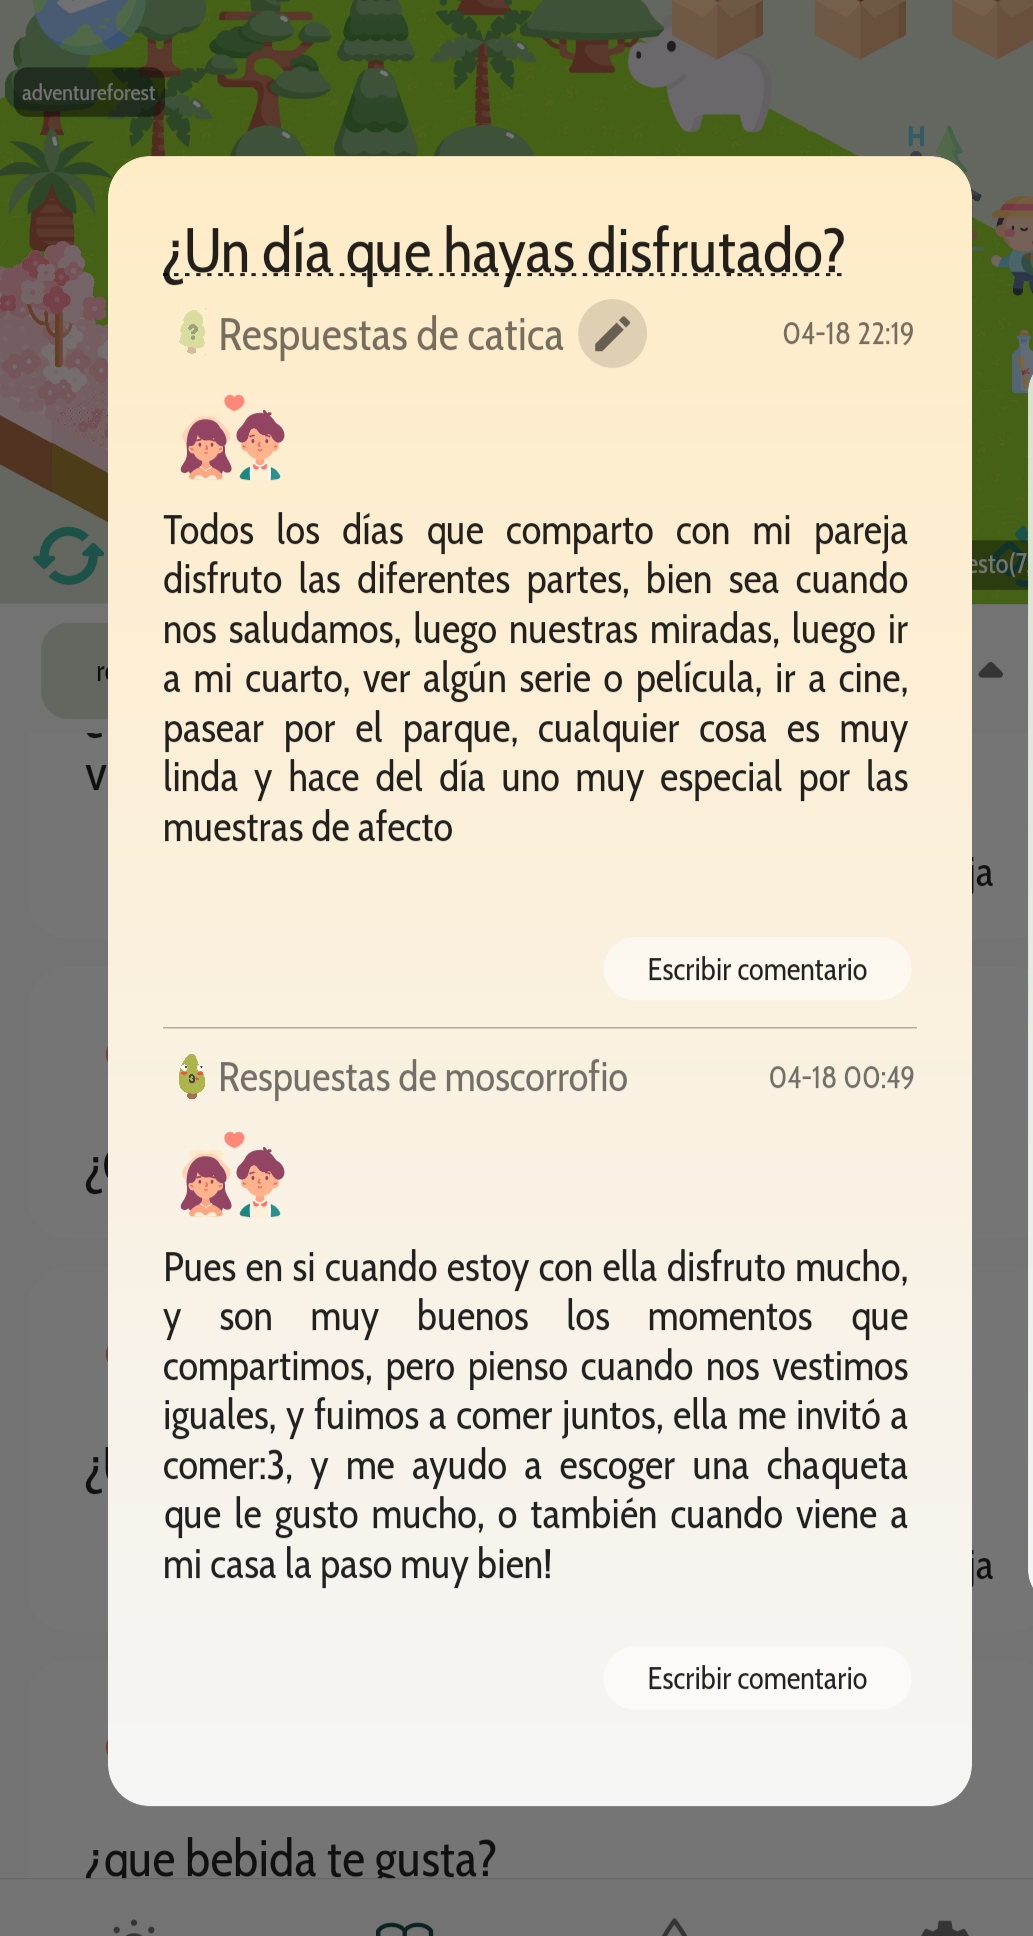 adventureforest
H
¿Un día que hayas disfrutado?
Respuestas de catica
04-18 22:19
Todos los días que comparto con mi pareja
disfruto las diferentes partes, bien sea cuando
nos saludamos, luego nuestras miradas, luego ir
a mi cuarto, ver algún serie o película, ir a cine,
pasear por el parque, cualquier cosa es muy
linda y hace del día uno muy especial por las
muestras de afecto
Escribir comentario
Respuestas de moscorrofio
04-18 00:49
Pues en si cuando estoy con ella disfruto mucho,
y son muy buenos los momentos que
compartimos, pero pienso cuando nos vestimos
iguales, y fuimos a comer juntos, ella me invitó a
comer:3, y me ayudo a escoger una chaqueta
que le gusto mucho, o también cuando viene a
mi casa la paso muy bien!
Escribir comentario
¿que bebida te gusta?